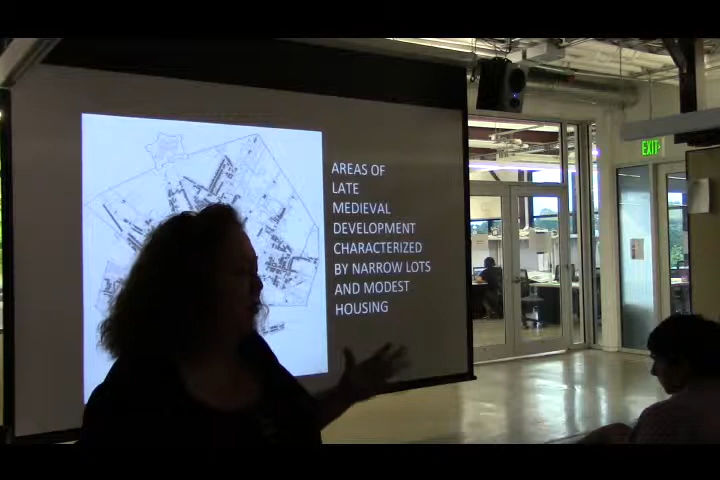 AREAS OF
LATE
MEDIEVAL
DEVELOPMENT
CHARACTERIZED
BY NARROW LOTS
AND MODEST
HOUSING
EXIT